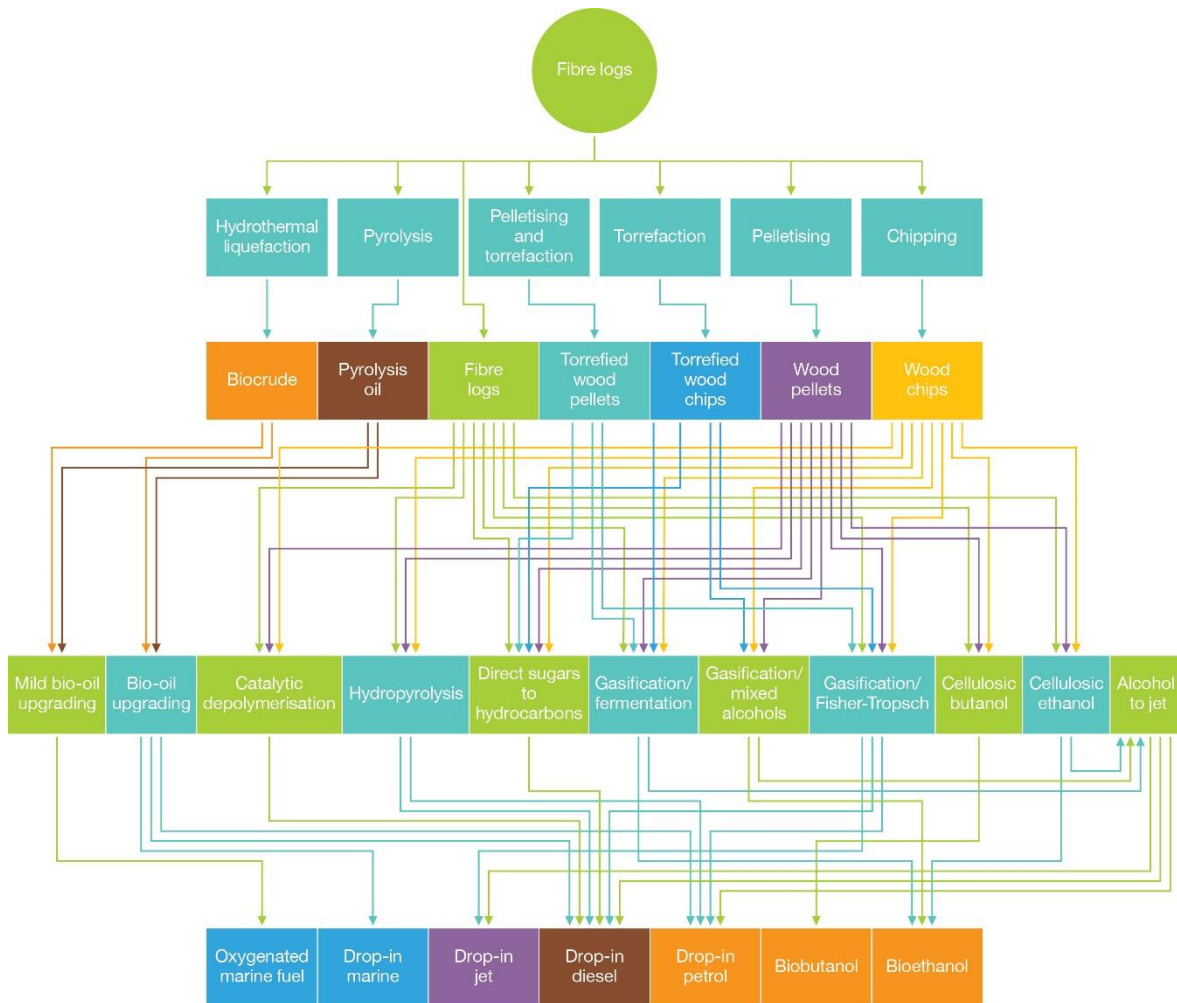 Fibre logs
Hydrothermal
liquefaction
Pyrolysis
Pelletising
and
torrefaction
Torrefaction
Pelletising
Chipping
Biocrude
Pyrolysis
oil
Fibre
logs
Torrefied
wood
pellets
Torrefied
wood
chips
Wood
pellets
Wood
chips
Mild bio-oil
upgrading
Bio-oil
upgrading
Catalytic
depolymerisation
Hydropyrolysis
Direct sugars
to
hydrocarbons
Gasification/
fermentation
Gasification/
mixed
alcohols
Gasification/
Fisher-Tropsch
Cellulosic
butanol
Cellulosic
ethanol
Alcohol
to jet
Oxygenated
marine fuel
Drop-in
marine
Drop-in
jet
Drop-in
diesel
Drop-in
petrol
Biobutanol
Bioethanol